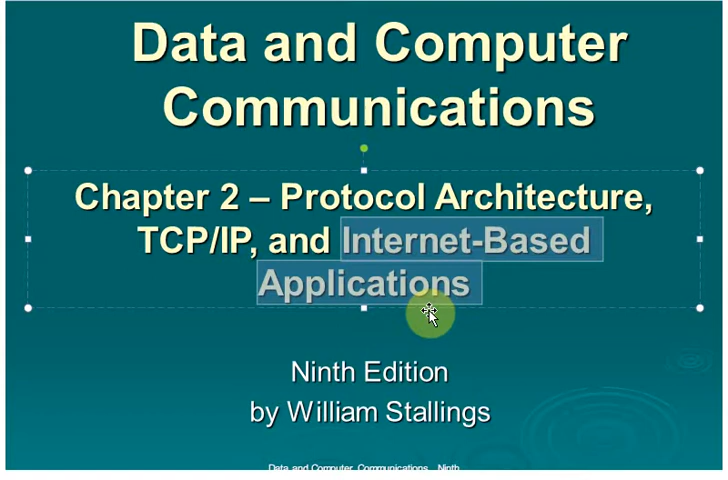 Data and Computer
Communications
Chapter 2 – Protocol Architecture,
TCP/IP, and Internet-Based
Applications
Ninth Edition
by William Stallings
Data and Computer Communications, Ninth